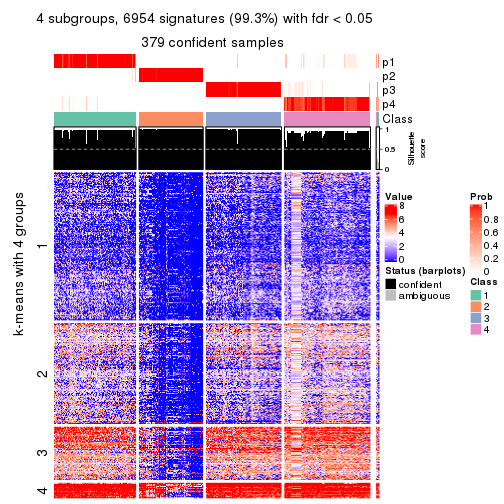 4 subgroups, 6954 signatures (99.3%) with fdr < 0.05
379 confident samples
p1
p2
p3
p4
Class
1
0.5
0
Silhouette
score
k-means with 4 groups
1
2
3
4
Value
8
6
4
2
0
Status (barplots)
confident
ambiguous
Prob
1
0.8
0.6
0.4
0.2
0
Class
1
2
3
4